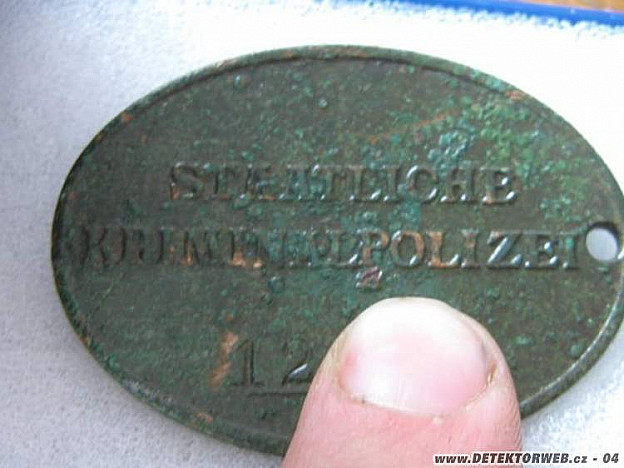 STAATLICHE
KRIMINALPOLIZEI
12
www.DETEKTORWEB.cz - 04